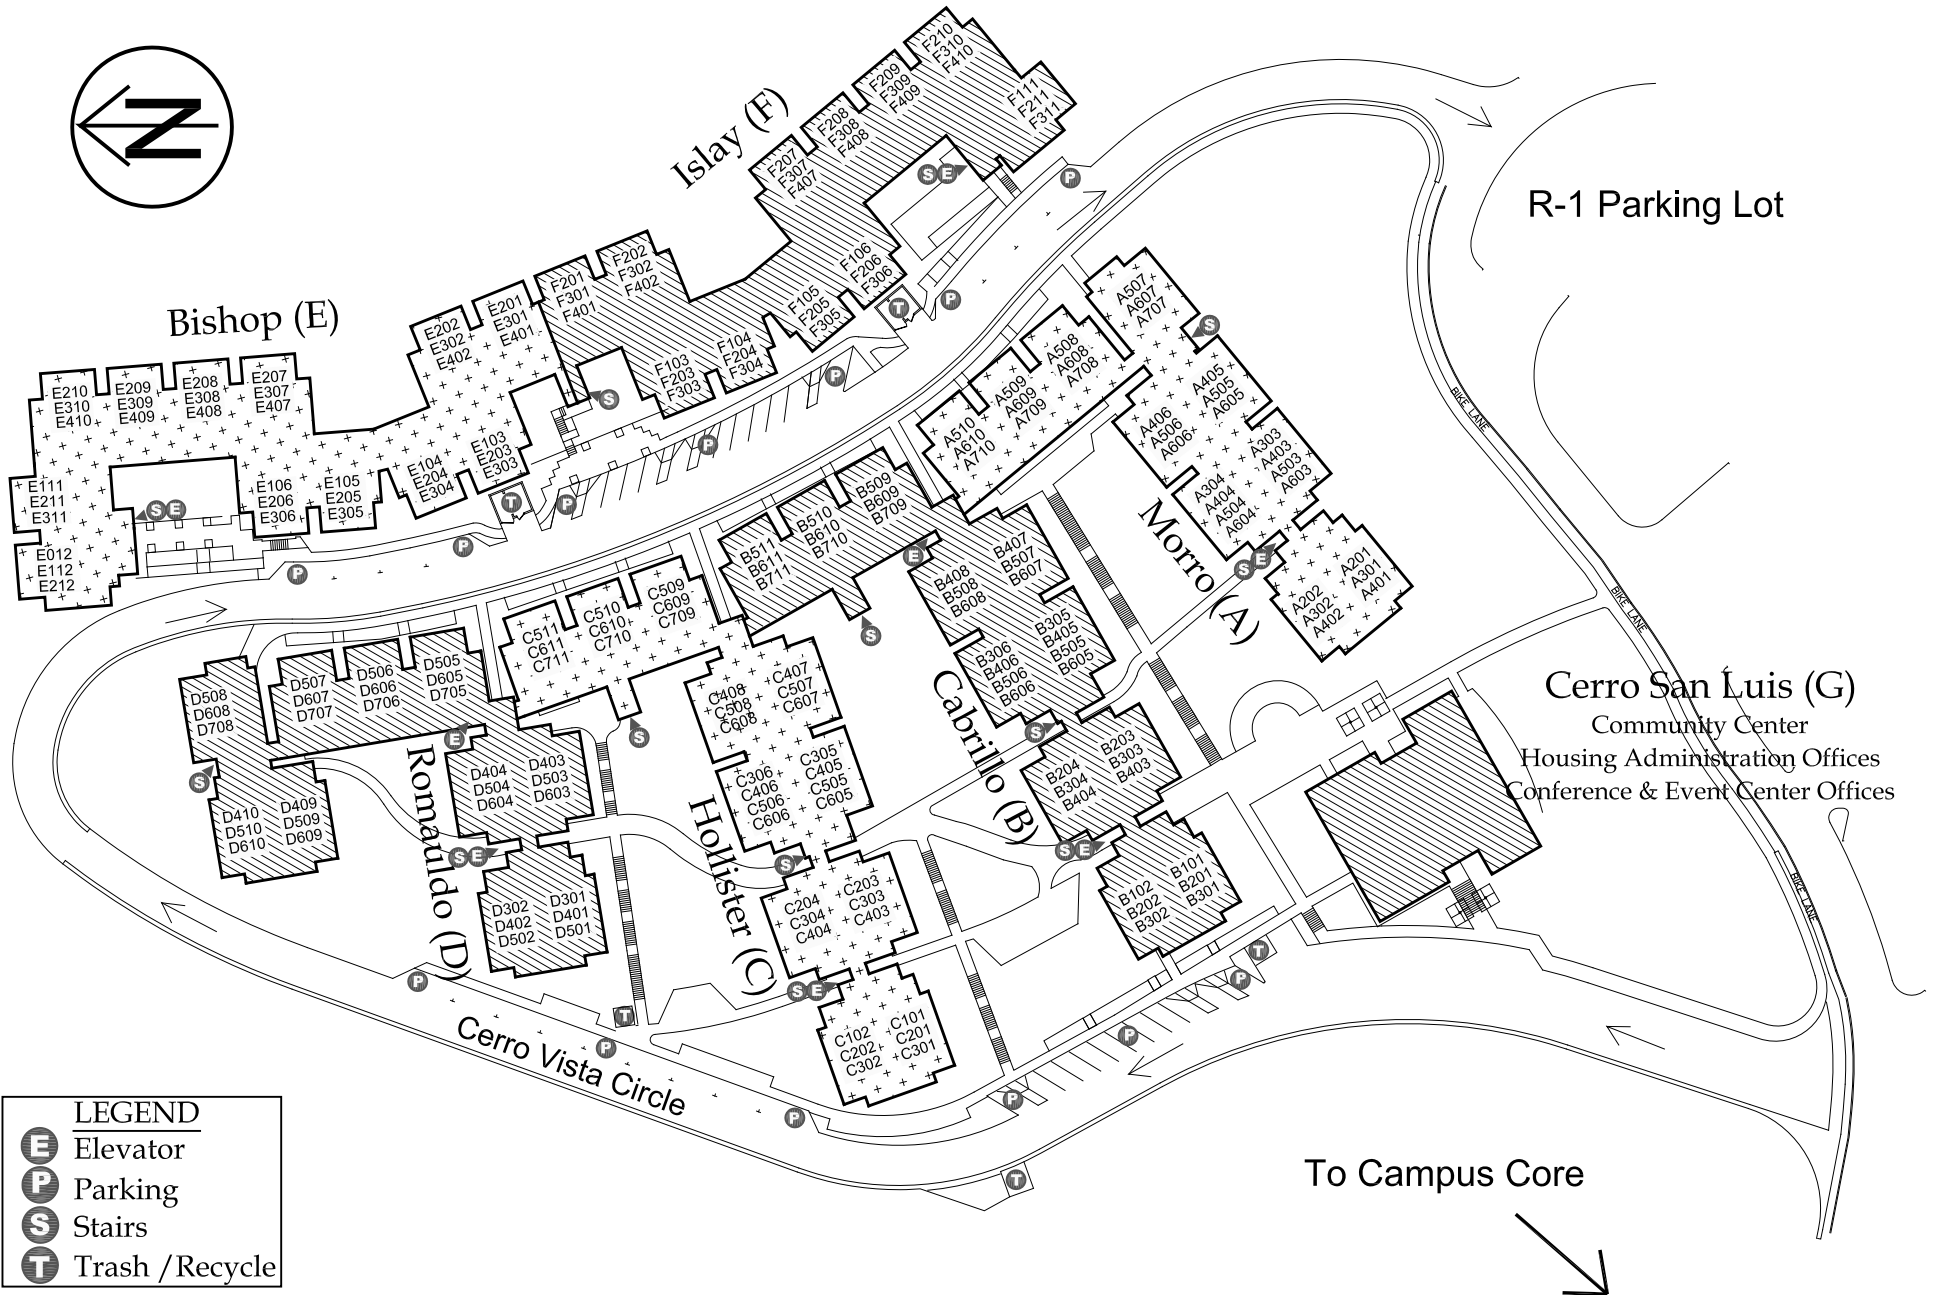 N
Islay (F)
F210
F310
F410
F209
F309
F409
F208
F308
F408
F207
F307
F407
F111
F211
F311
S E
P
F106
F206
F306
F105
F205
F305
T
P
F202
F302
F402
F201
F301
F401
F104
F204
F304
F103
F203
F303
S
P
P
Bishop (E)
E201
E301
E401
E202
E302
E402
E207
E307
E407
E208
E308
E408
E209
E309
E409
E210
E310
E410
E103
E203
E303
E104
E204
E304
E105
E205
E305
E106
E206
E306
E111
E211
E311
E012
E112
E212
S E
T
P
P
P
R-1 Parking Lot
BIKE LANE
BIKE LANE
BIKE LANE
Morro (A)
A507
A607
A707
S
A508
A608
A708
A509
A609
A709
A510
A610
A710
A405
A505
A605
A406
A506
A606
A303
A403
A503
A603
A304
A404
A504
A604
S E
A201
A301
A401
A202
A302
A402
Cabrillo (B)
B509
B609
B709
B510
B610
B710
B511
B611
B711
E
S
B407
B507
B607
B408
B508
B608
B305
B405
B505
B605
B306
B406
B506
B606
S
B203
B303
B403
B204
B304
B404
S E
B101
B201
B301
B102
B202
B302
Hollister (C)
C509
C609
C709
C510
C610
C710
C511
C611
C711
S
C407
C507
C607
C408
C508
C608
C305
C405
C505
C605
C306
C406
C506
C606
S
C203
C303
C403
C204
C304
C404
S E
C101
C201
C301
C102
C202
C302
Romauldo (D)
D505
D605
D705
D506
D606
D706
D507
D607
D707
D508
D608
D708
E
S
D403
D503
D603
D404
D504
D604
D409
D509
D609
D410
D510
D610
S E
D301
D401
D501
D302
D402
D502
Cerro San Luis (G)
Community Center
Housing Administration Offices
Conference & Event Center Offices
T
P
P
P
P
T
P
P
T
Cerro Vista Circle
To Campus Core
LEGEND
E Elevator
P Parking
S Stairs
T Trash / Recycle